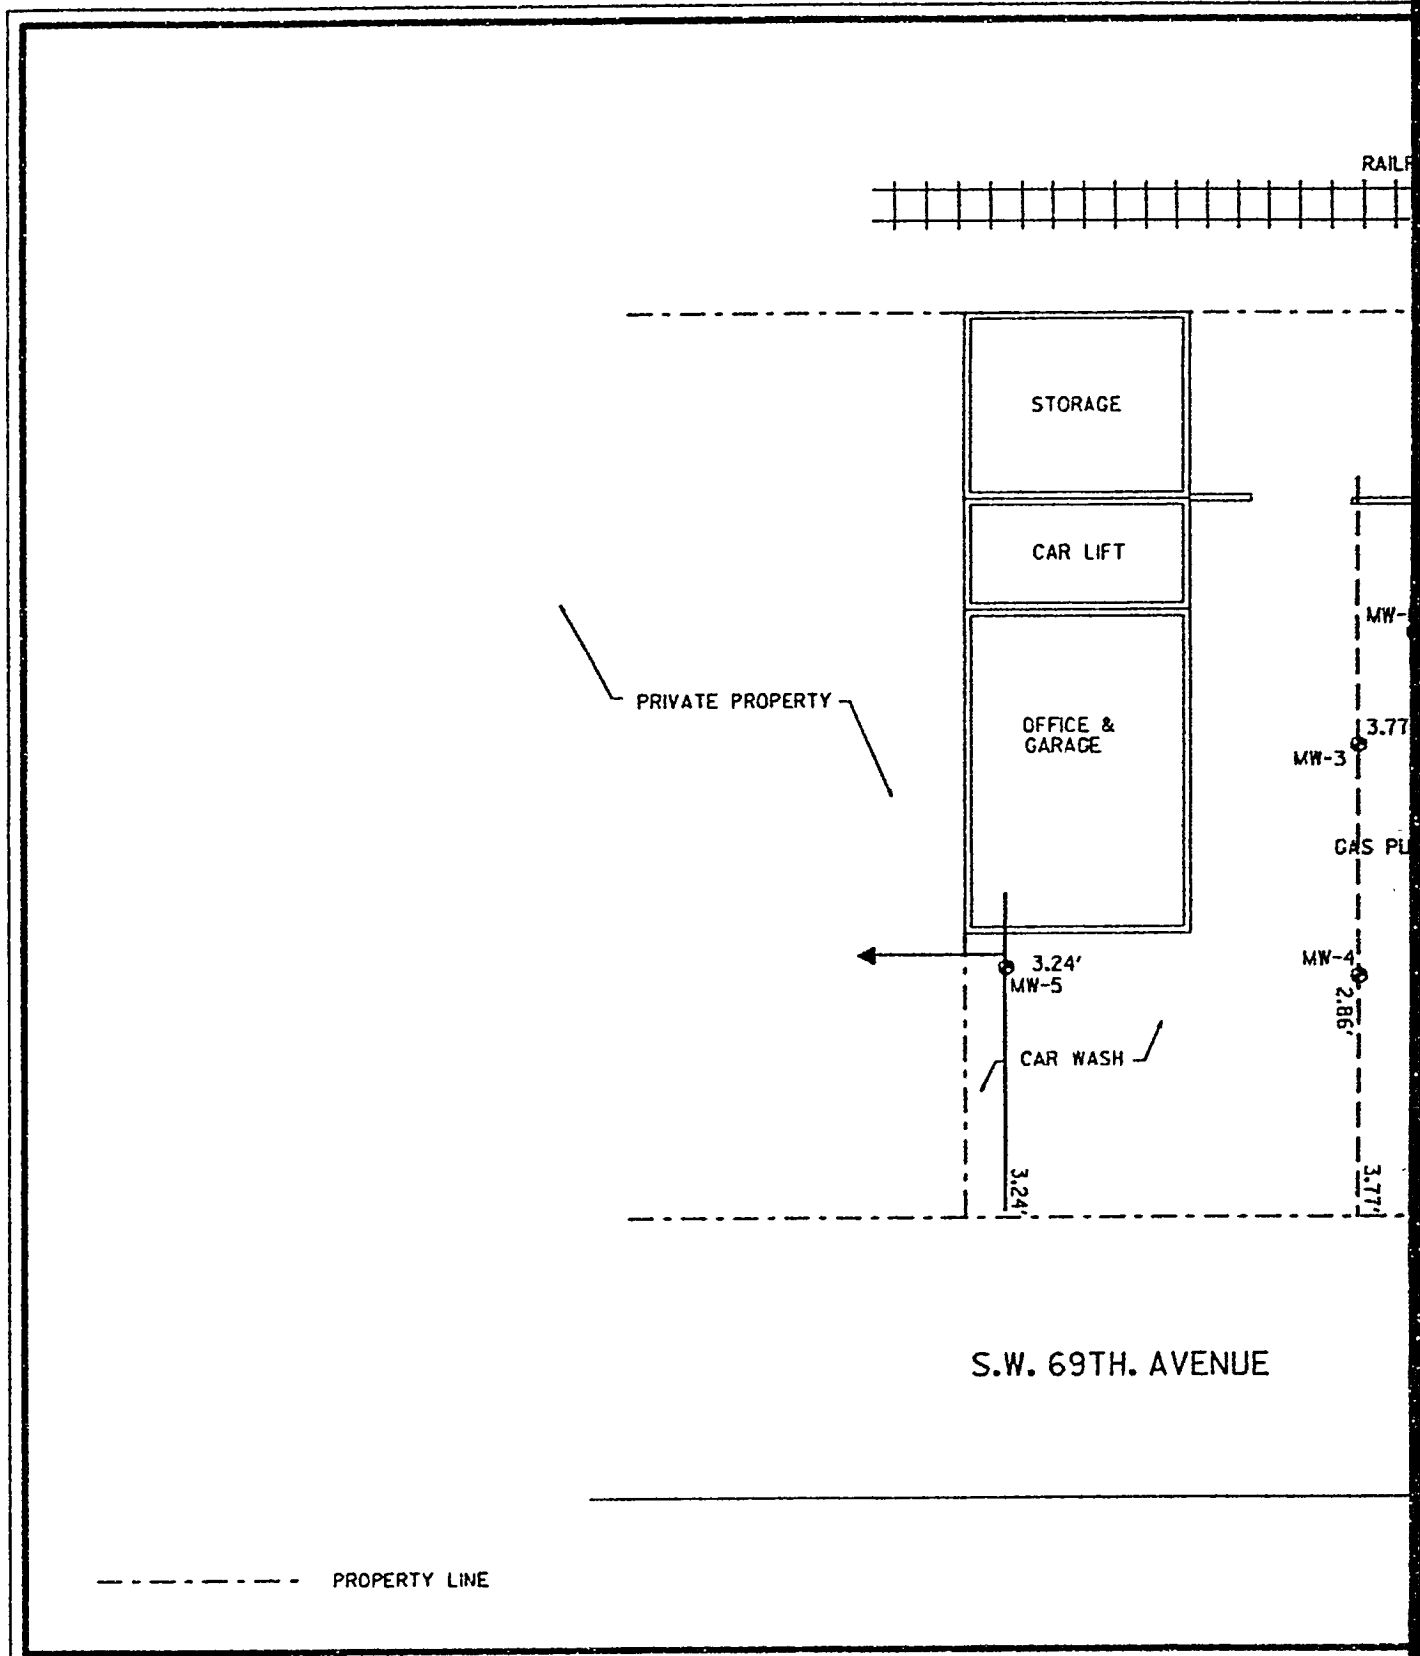 RAILR
STORAGE
CAR LIFT
MW-
PRIVATE PROPERTY
OFFICE &
GARAGE
3.77
MW-3
GAS PU
3.24'
MW-5
MW-4
2.86'
CAR WASH
3.24'
3.77'
S.W. 69TH. AVENUE
PROPERTY LINE